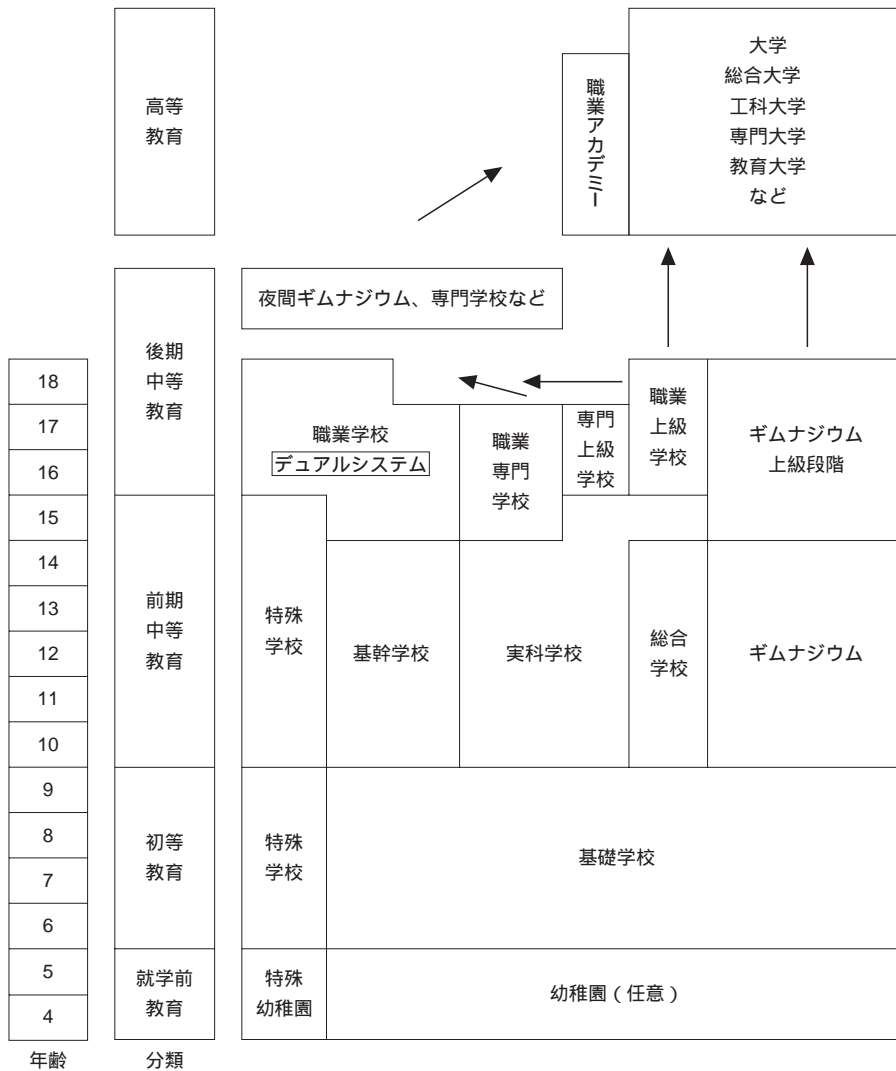 高等
教育
職業アカデミー
大学
総合大学
工科大学
専門大学
教育大学
など
後期
中等
教育
夜間ギムナジウム、専門学校など
職業学校
デュアルシステム
職業
専門
学校
専門
上級
学校
職業
上級
学校
ギムナジウム
上級段階
18
17
16
15
14
13
12
11
10
9
8
7
6
5
4
前期
中等
教育
特殊
学校
基幹学校
実科学校
総合
学校
ギムナジウム
初等
教育
特殊
学校
基礎学校
就学前
教育
特殊
幼稚園
幼稚園（任意）
年齢
分類